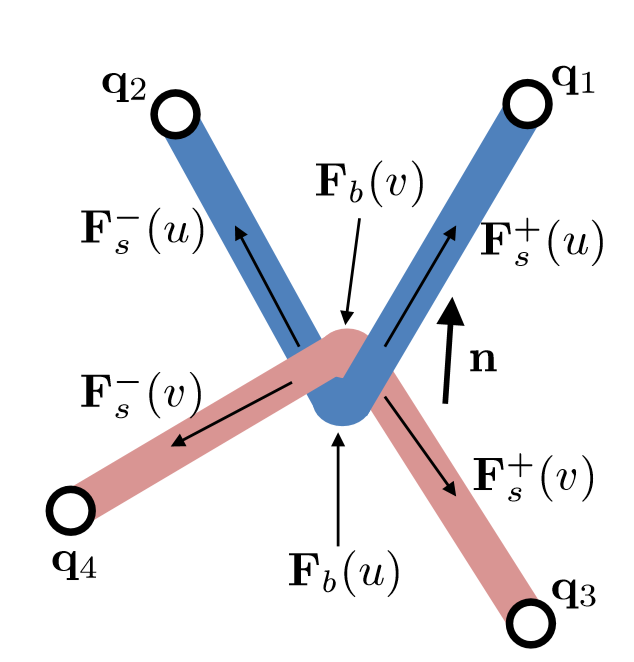 q₂
q₁
F_b(v)
F_s^−(u)
F_s^+(u)
n
F_s^−(v)
F_s^+(v)
q₄
F_b(u)
q₃